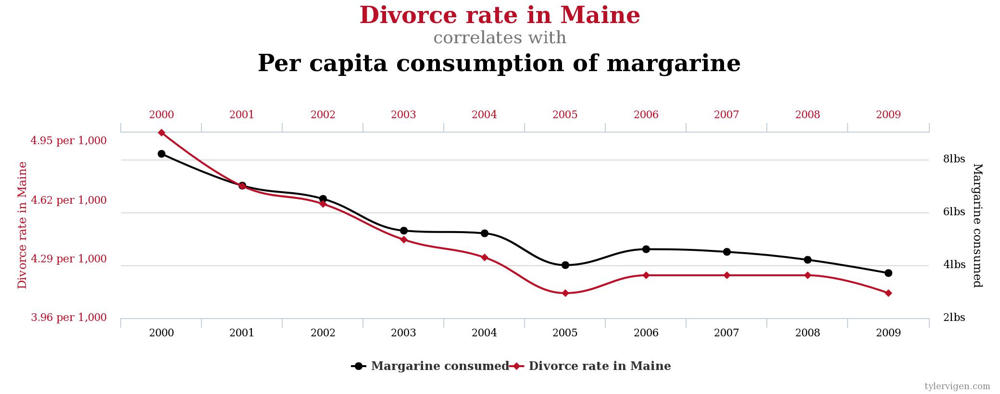 Divorce rate in Maine
correlates with
Per capita consumption of margarine
2000 2001 2002 2003 2004 2005 2006 2007 2008 2009
Divorce rate in Maine
4.95 per 1,000
4.62 per 1,000
4.29 per 1,000
3.96 per 1,000
8lbs
6lbs
4lbs
2lbs
Margarine consumed
2000 2001 2002 2003 2004 2005 2006 2007 2008 2009
Margarine consumed Divorce rate in Maine
tylervigen.com